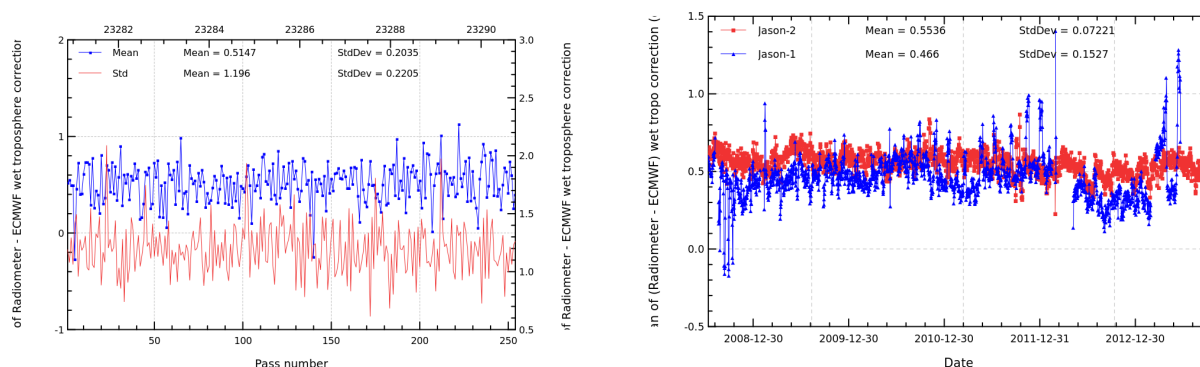 23282 23284 23286 23288 23290
2 1 0 -1
of Radiometer - ECMWF wet troposphere correction
Mean Mean = 0.5147 StdDev = 0.2035
Std Mean = 1.196 StdDev = 0.2205
3.0 2.5 2.0 1.5 1.0 0.5
of Radiometer - ECMWF wet troposphere correction
50 100 150 200 250
Pass number
1.5 1.0 0.5 0.0 -0.5
of (Radiometer - ECMWF) wet tropo correction (
Jason-2 Mean = 0.5536 StdDev = 0.07221
Jason-1 Mean = 0.466 StdDev = 0.1527
2008-12-30 2009-12-30 2010-12-30 2011-12-31 2012-12-30
Date